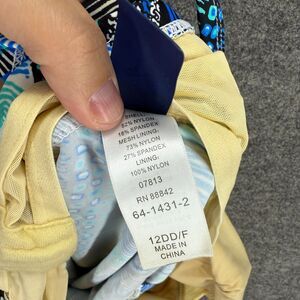 SHELL:
82% NYLON
18% SPANDEX
MESH LINING:
73% NYLON
27% SPANDEX
LINING:
100% NYLON
07813
RN 88842
64-1431-2
12DD/F
MADE IN
CHINA